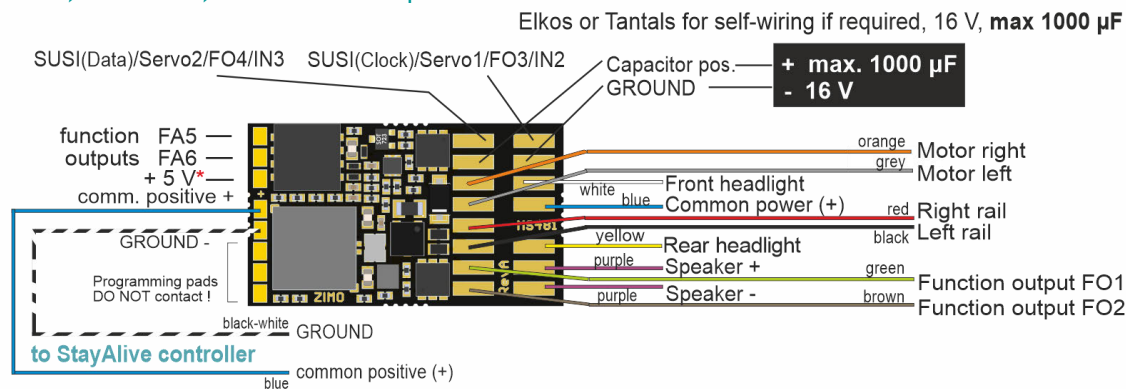 Elkos or Tantals for self-wiring if required, 16 V, max 1000 µF
SUSI(Data)/Servo2/FO4/IN3
SUSI(Clock)/Servo1/FO3/IN2
Capacitor pos.
GROUND
+ max. 1000 µF
- 16 V
function FA5
outputs FA6
+ 5 V*
comm. positive +
GROUND -
Programming pads
DO NOT contact !
+
ZIMO
MS481
Rev A
orange Motor right
grey Motor left
white Front headlight
blue Common power (+)
red Right rail
black Left rail
yellow Rear headlight
purple Speaker +
green Function output FO1
purple Speaker -
brown Function output FO2
black-white GROUND
to StayAlive controller
blue common positive (+)